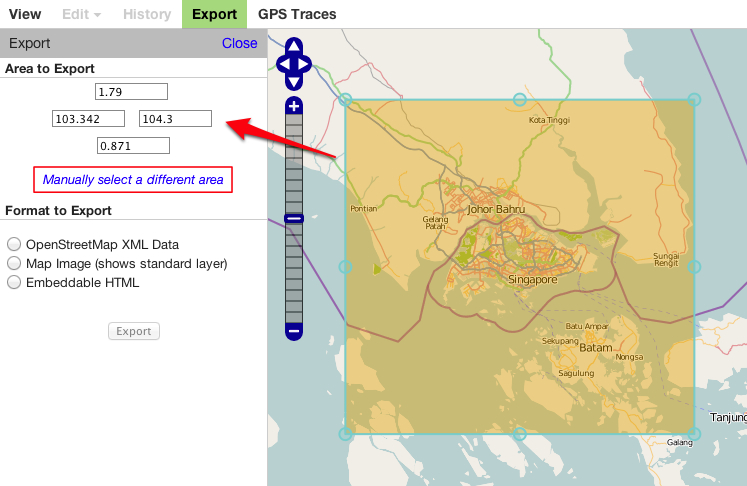 View Edit History Export GPS Traces
Export Close
Area to Export
1.79
103.342 104.3
0.871
Manually select a different area
Format to Export
OpenStreetMap XML Data
Map Image (shows standard layer)
Embeddable HTML
Export
Kota Tinggi
Pontian
Johor Bahru
Gelang
Patah
Sungai
Rengit
Singapore
Batu Ampar
Sekupang
Batam
Nongsa
Sagulung
Tanjung
Galang